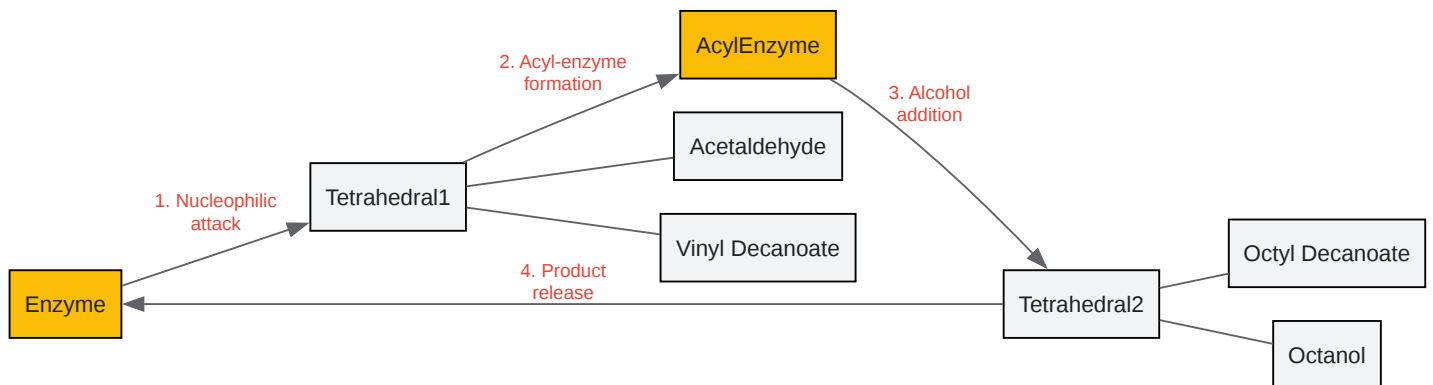 AcylEnzyme
2. Acyl-enzyme
formation
3. Alcohol
addition
Acetaldehyde
Tetrahedral1
1. Nucleophilic
attack
Vinyl Decanoate
Octyl Decanoate
4. Product
release
Enzyme
Tetrahedral2
Octanol